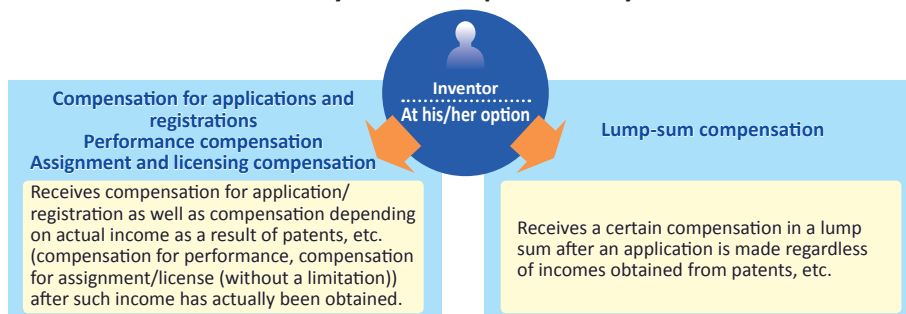 Inventor
At his/her option
Compensation for applications and
registrations
Performance compensation
Assignment and licensing compensation
Receives compensation for application/
registration as well as compensation depending
on actual income as a result of patents, etc.
(compensation for performance, compensation
for assignment/license (without a limitation))
after such income has actually been obtained.
Lump-sum compensation
Receives a certain compensation in a lump
sum after an application is made regardless
of incomes obtained from patents, etc.